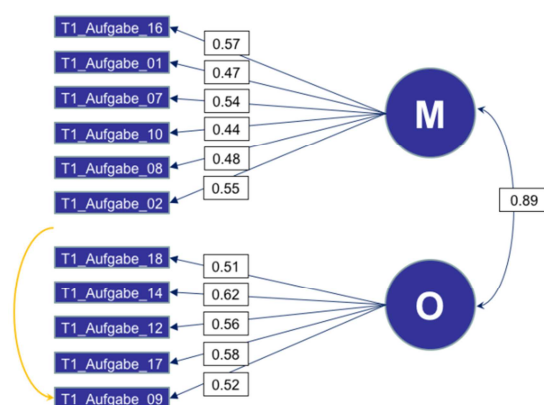 T1_Aufgabe_16
0.57
T1_Aufgabe_01
0.47
T1_Aufgabe_07
0.54
T1_Aufgabe_10
0.44
T1_Aufgabe_08
0.48
T1_Aufgabe_02
0.55
M
0.89
T1_Aufgabe_18
0.51
T1_Aufgabe_14
0.62
T1_Aufgabe_12
0.56
T1_Aufgabe_17
0.58
T1_Aufgabe_09
0.52
O